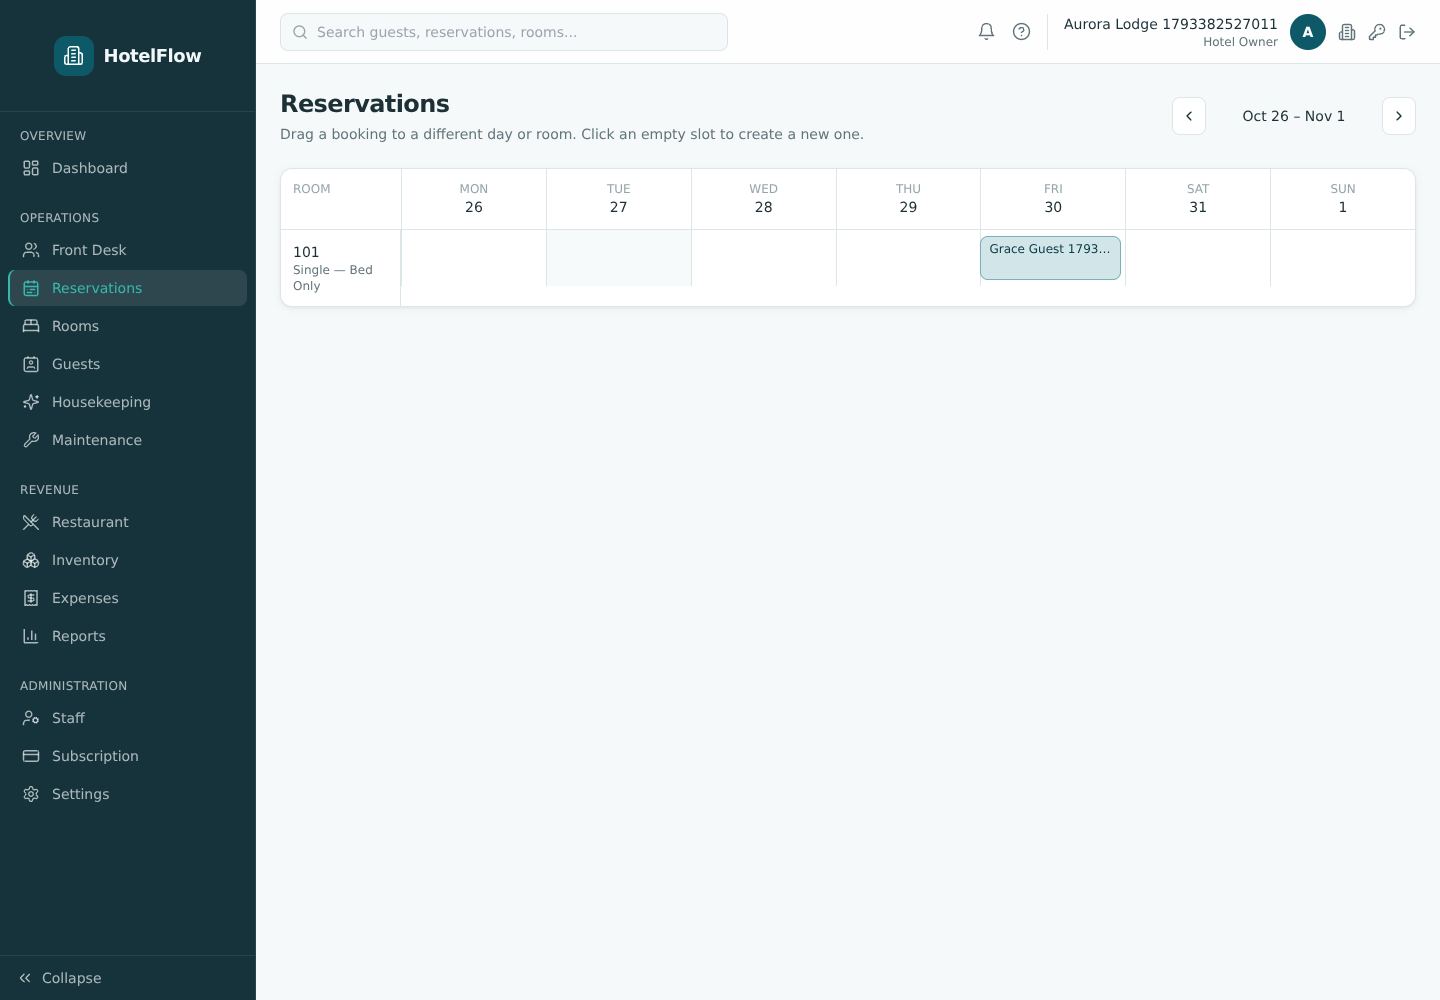 HotelFlow
Search guests, reservations, rooms...
Aurora Lodge 1793382527011
Hotel Owner
A
OVERVIEW
Dashboard
OPERATIONS
Front Desk
Reservations
Rooms
Guests
Housekeeping
Maintenance
REVENUE
Restaurant
Inventory
Expenses
Reports
ADMINISTRATION
Staff
Subscription
Settings
Collapse
Reservations
Drag a booking to a different day or room. Click an empty slot to create a new one.
Oct 26 – Nov 1
ROOM MON TUE WED THU FRI SAT SUN
26 27 28 29 30 31 1
101
Single — Bed
Only
Grace Guest 1793...